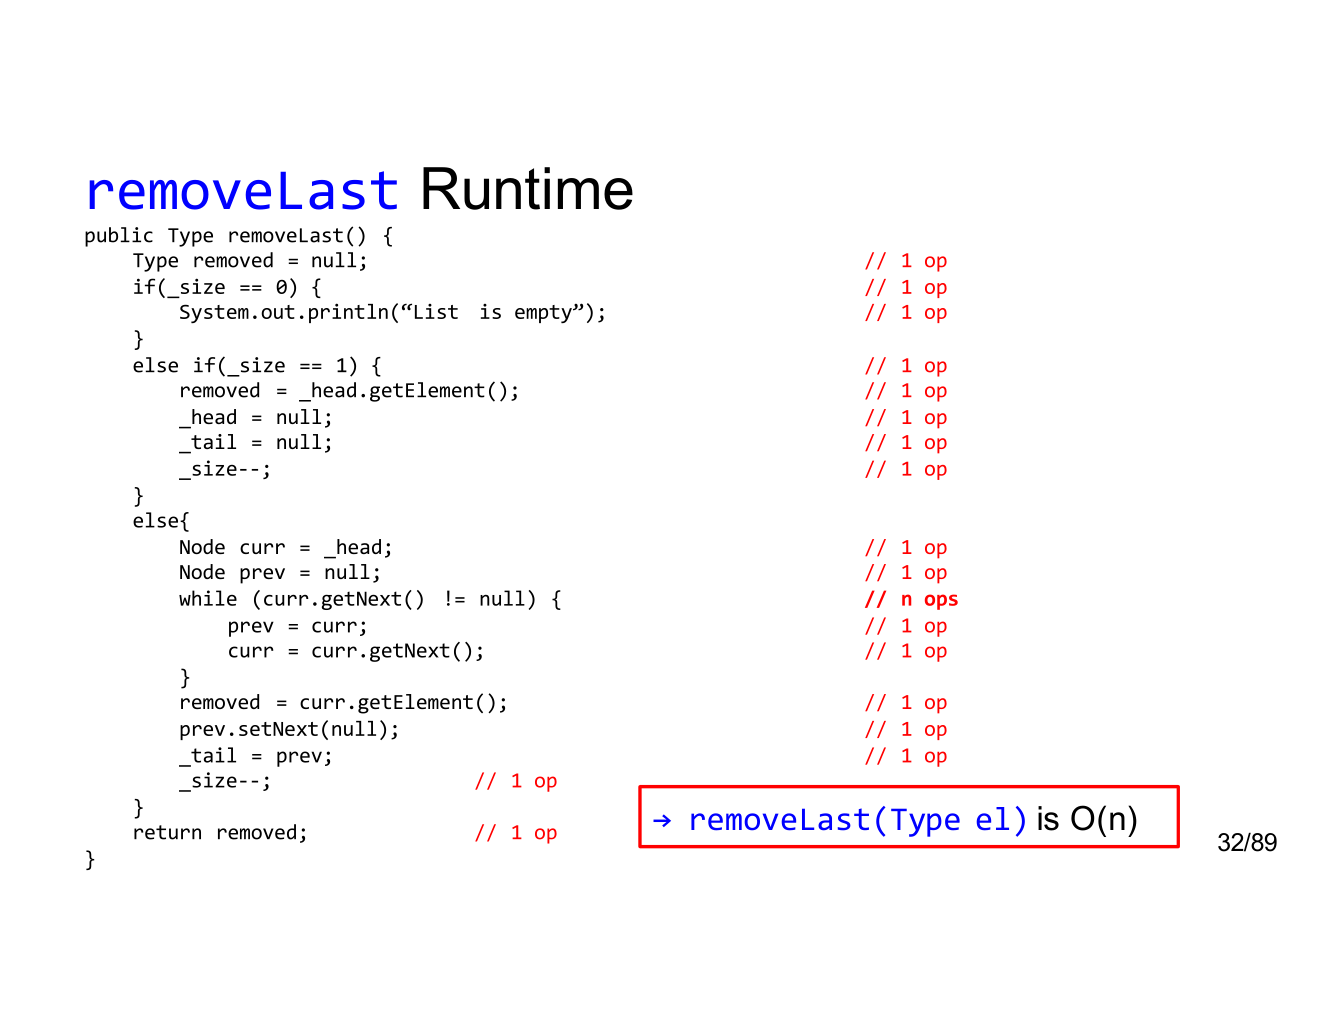 removeLast Runtime
public Type removeLast() {
Type removed = null; // 1 op
if(_size == 0) { // 1 op
System.out.println(“List is empty”); // 1 op
}
else if(_size == 1) { // 1 op
removed = _head.getElement(); // 1 op
_head = null; // 1 op
_tail = null; // 1 op
_size--; // 1 op
}
else{
Node curr = _head; // 1 op
Node prev = null; // 1 op
while (curr.getNext() != null) { // n ops
prev = curr; // 1 op
curr = curr.getNext(); // 1 op
}
removed = curr.getElement(); // 1 op
prev.setNext(null); // 1 op
_tail = prev; // 1 op
_size--; // 1 op
}
return removed; // 1 op
}
→ removeLast(Type el) is O(n)
32/89